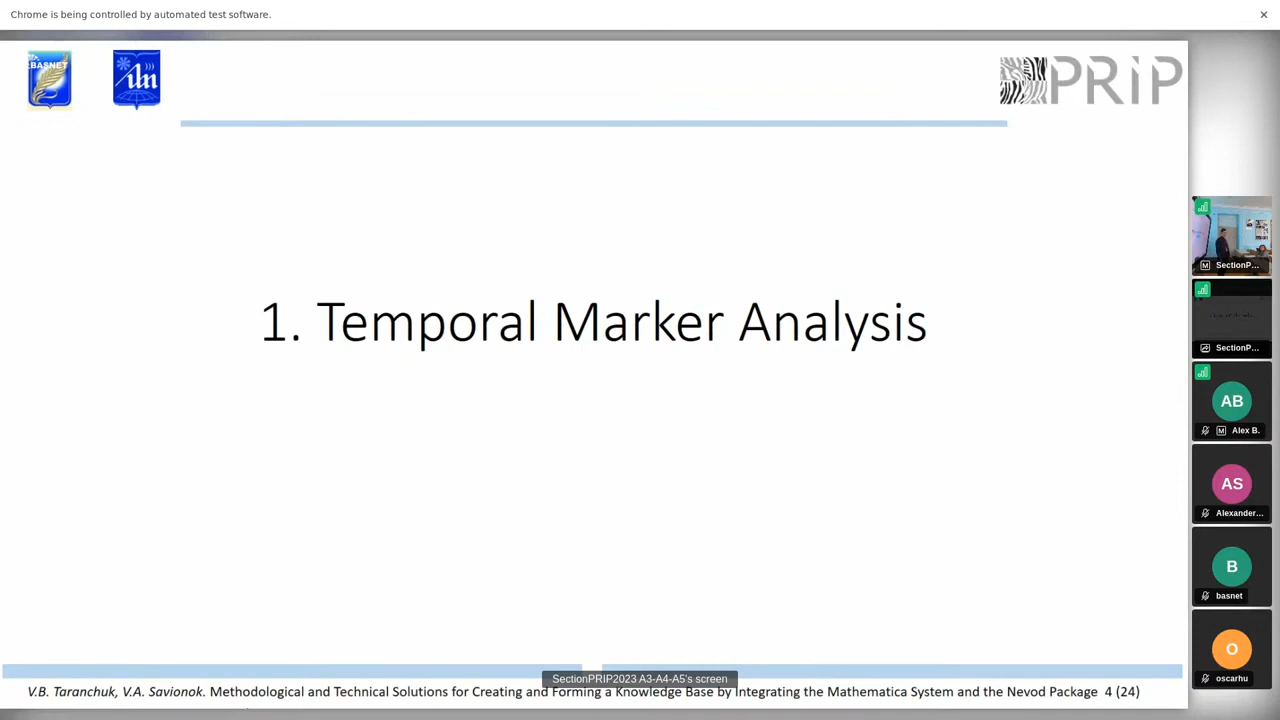 Chrome is being controlled by automated test software.
BASNET
PRIP
1. Temporal Marker Analysis
SectionP...
SectionP...
AB
Alex B.
AS
Alexander...
B
basnet
O
oscarhu
SectionPRIP2023 A3-A4-A5's screen
V.B. Taranchuk, V.A. Savionok. Methodological and Technical Solutions for Creating and Forming a Knowledge Base by Integrating the Mathematica System and the Nevod Package 4 (24)